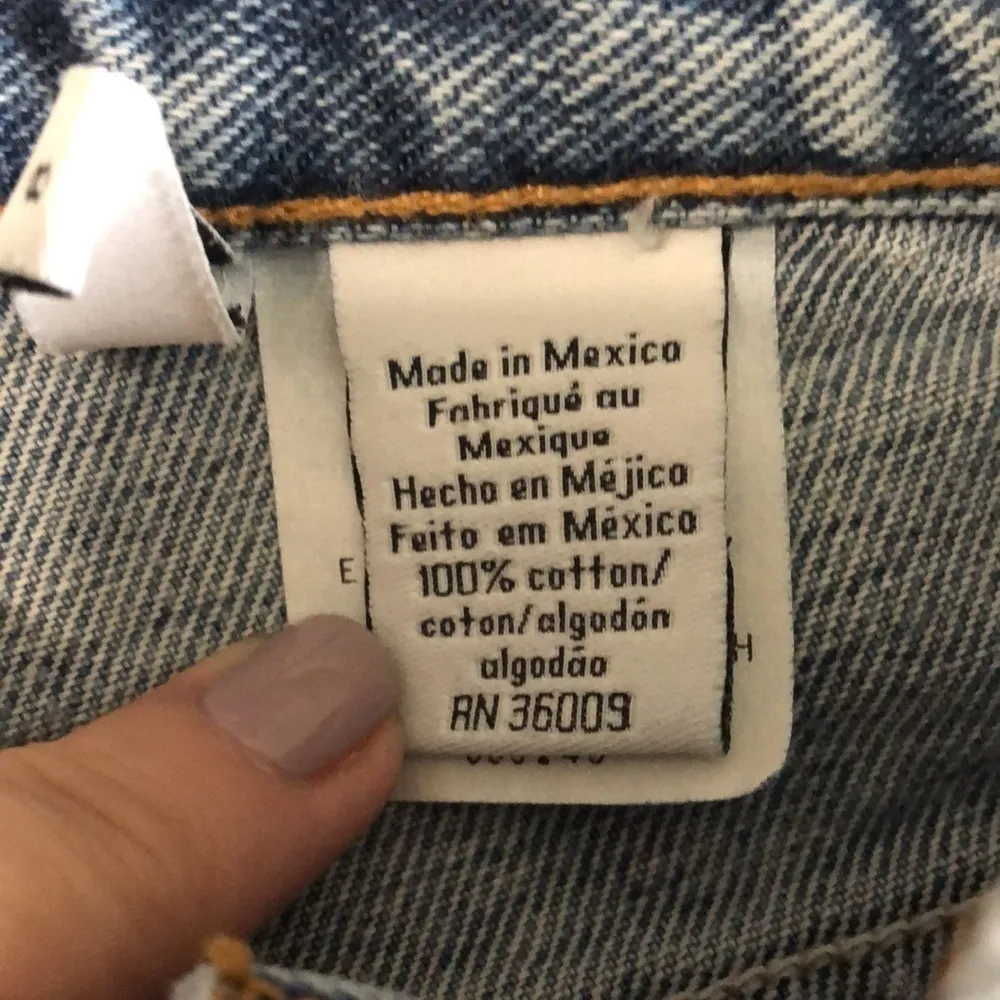 Made in Mexico
Fabriqué au
Mexique
Hecho en Méjico
Feito em México
100% cotton/
coton/algodón
algodão
RN 36009
E
H